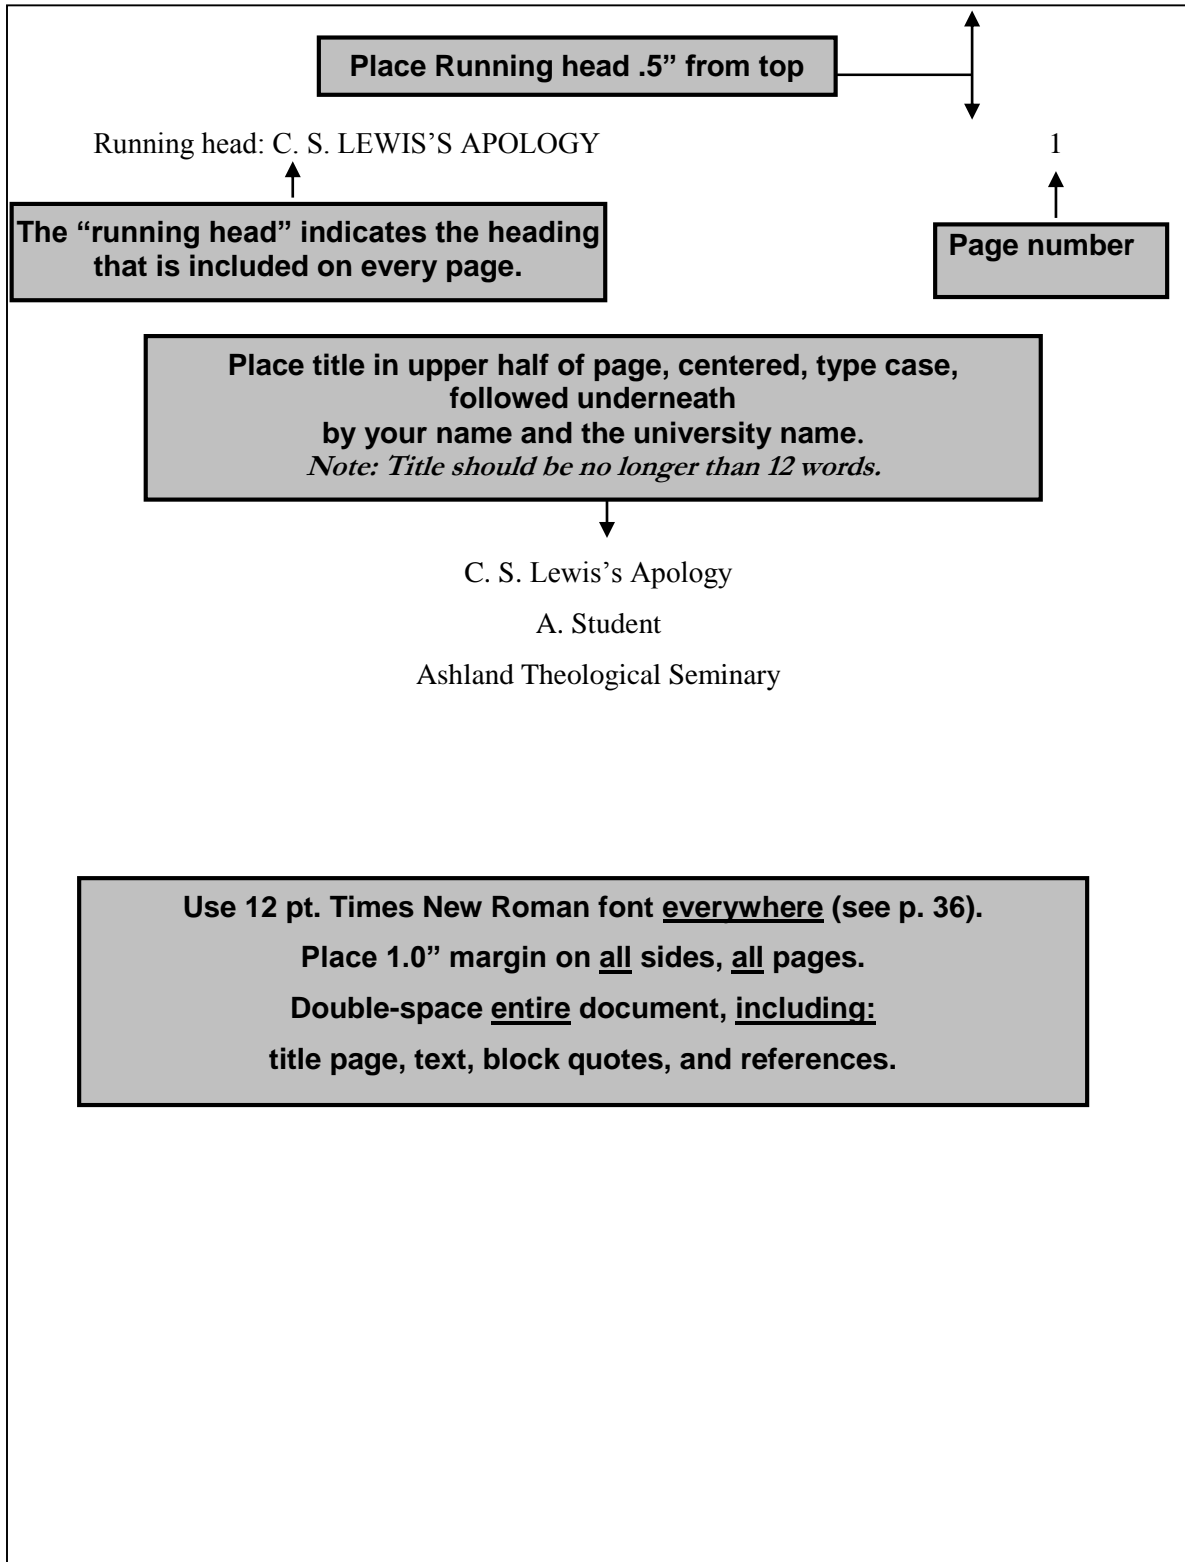 Place Running head .5” from top
Running head: C. S. LEWIS’S APOLOGY 1
The “running head” indicates the heading
that is included on every page.
Page number
Place title in upper half of page, centered, type case,
followed underneath
by your name and the university name.
Note: Title should be no longer than 12 words.
C. S. Lewis’s Apology
A. Student
Ashland Theological Seminary
Use 12 pt. Times New Roman font everywhere (see p. 36).
Place 1.0” margin on all sides, all pages.
Double-space entire document, including:
title page, text, block quotes, and references.